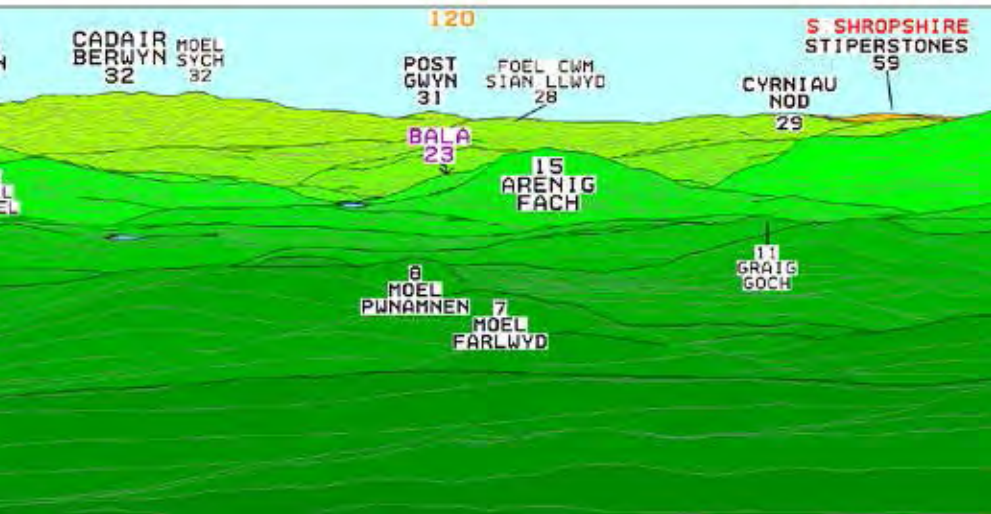 120
S SHROPSHIRE
STIPERSTONES
59
CADAIR
BERWYN
32
MOEL
SYCH
32
POST
GWYN
31
FOEL CWM
SIAN LLWYD
28
CYRNIAU
NOD
29
BALA
23
15
ARENIG
FACH
11
GRAIG
GOCH
8
MOEL
PWNAMNEN
7
MOEL
FARLWYD